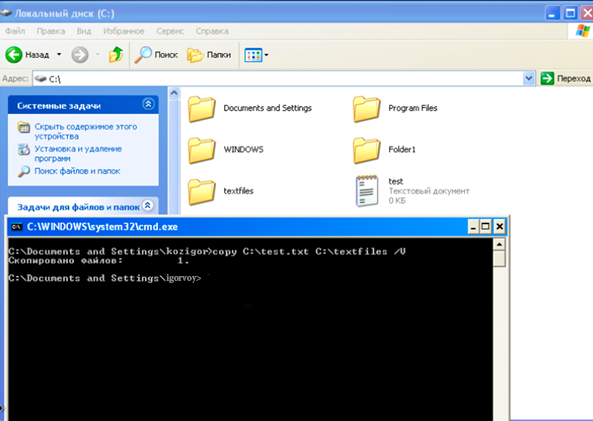 Локальный диск (C:)
Файл Правка Вид Избранное Сервис Справка
Назад Поиск Папки
Адрес: C:\ Переход
Системные задачи
Скрыть содержимое этого
устройства
Установка и удаление
программ
Поиск файлов и папок
Задачи для файлов и папок
Documents and Settings
Program Files
WINDOWS
Folder1
textfiles
test
Текстовый документ
0 КБ
C:\WINDOWS\system32\cmd.exe
C:\Documents and Settings\kozigor>copy C:\test.txt C:\textfiles /V
Скопировано файлов: 1.
C:\Documents and Settings\igorvoy>